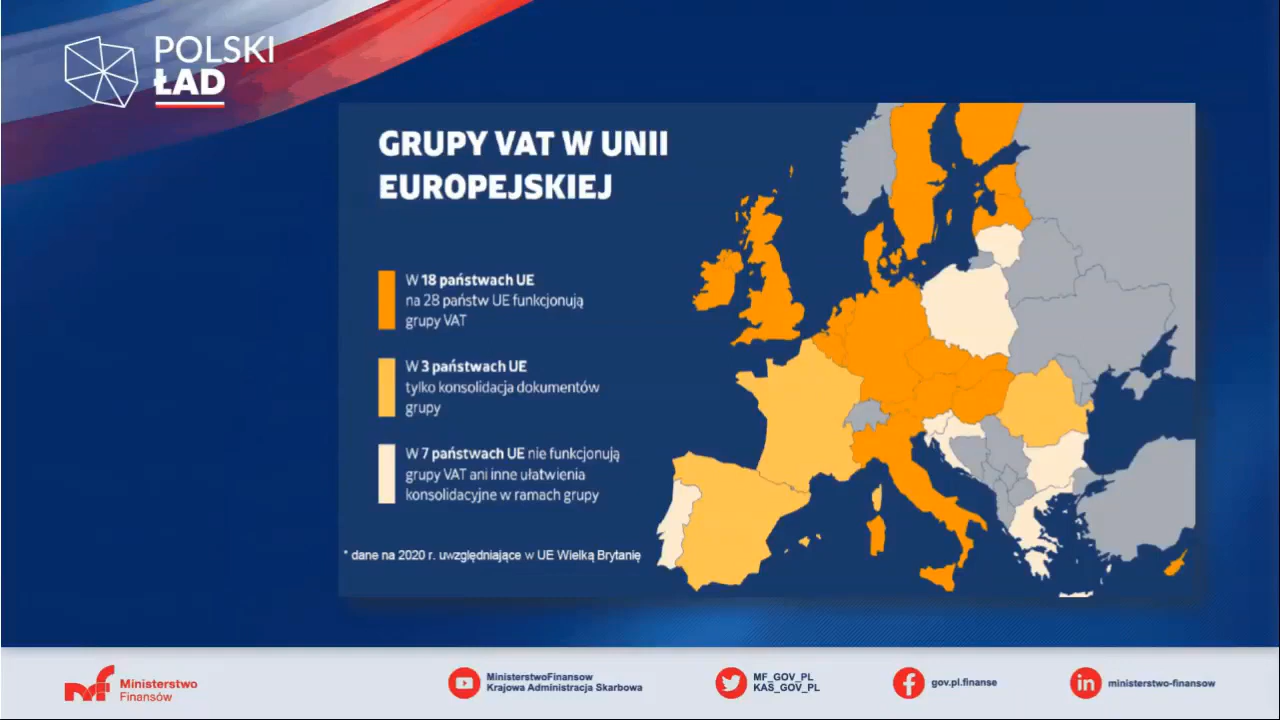 POLSKI
ŁAD
GRUPY VAT W UNII
EUROPEJSKIEJ
W 18 państwach UE
na 28 państw UE funkcjonują
grupy VAT
W 3 państwach UE
tylko konsolidacja dokumentów
grupy
W 7 państwach UE nie funkcjonują
grupy VAT ani inne ułatwienia
konsolidacyjne w ramach grupy
* dane na 2020 r. uwzględniające w UE Wielką Brytanię
Ministerstwo
Finansów
MinisterstwoFinansow
Krajowa Administracja Skarbowa
MF_GOV_PL
KAS_GOV_PL
gov.pl.finanse
ministerstwo-finansow